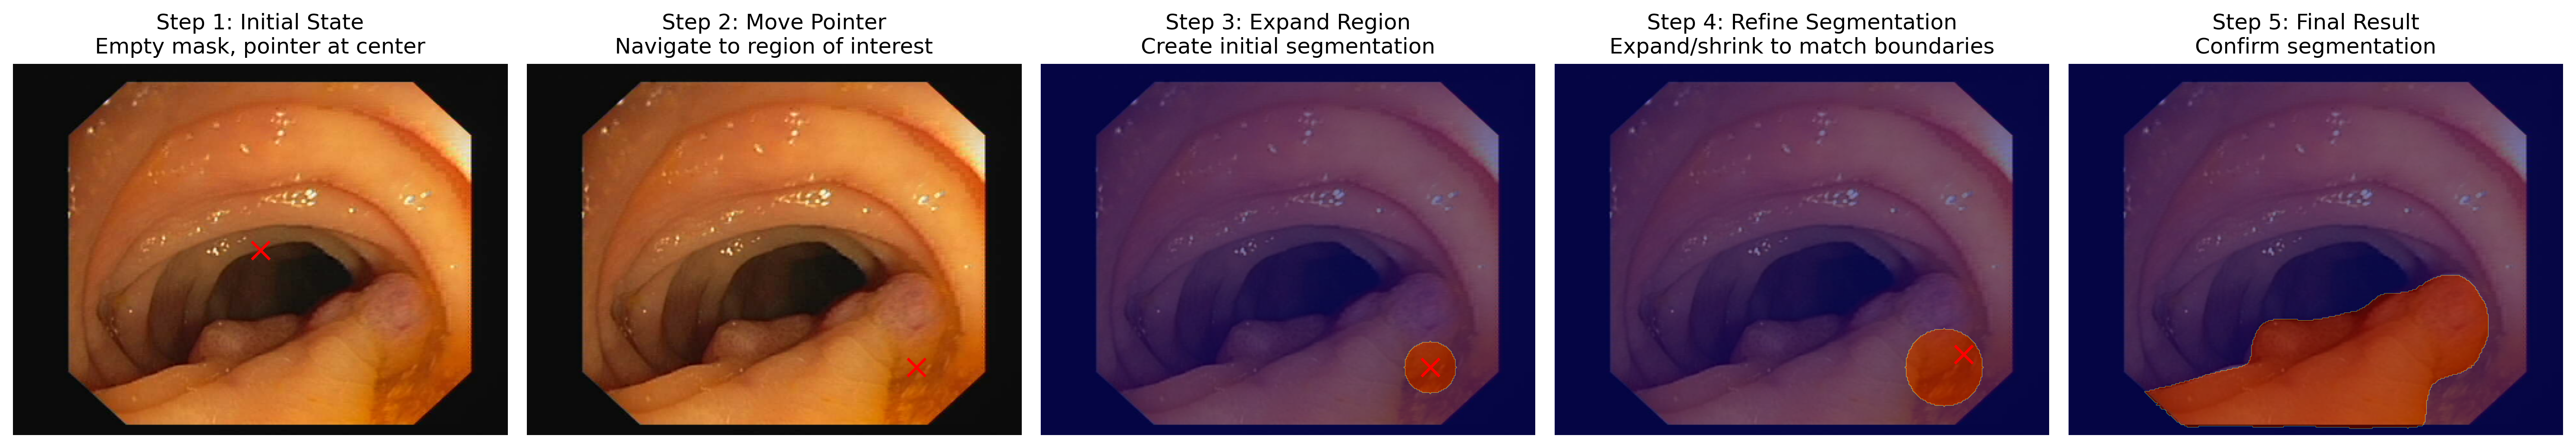 Step 1: Initial State
Empty mask, pointer at center
Step 2: Move Pointer
Navigate to region of interest
Step 3: Expand Region
Create initial segmentation
Step 4: Refine Segmentation
Expand/shrink to match boundaries
Step 5: Final Result
Confirm segmentation